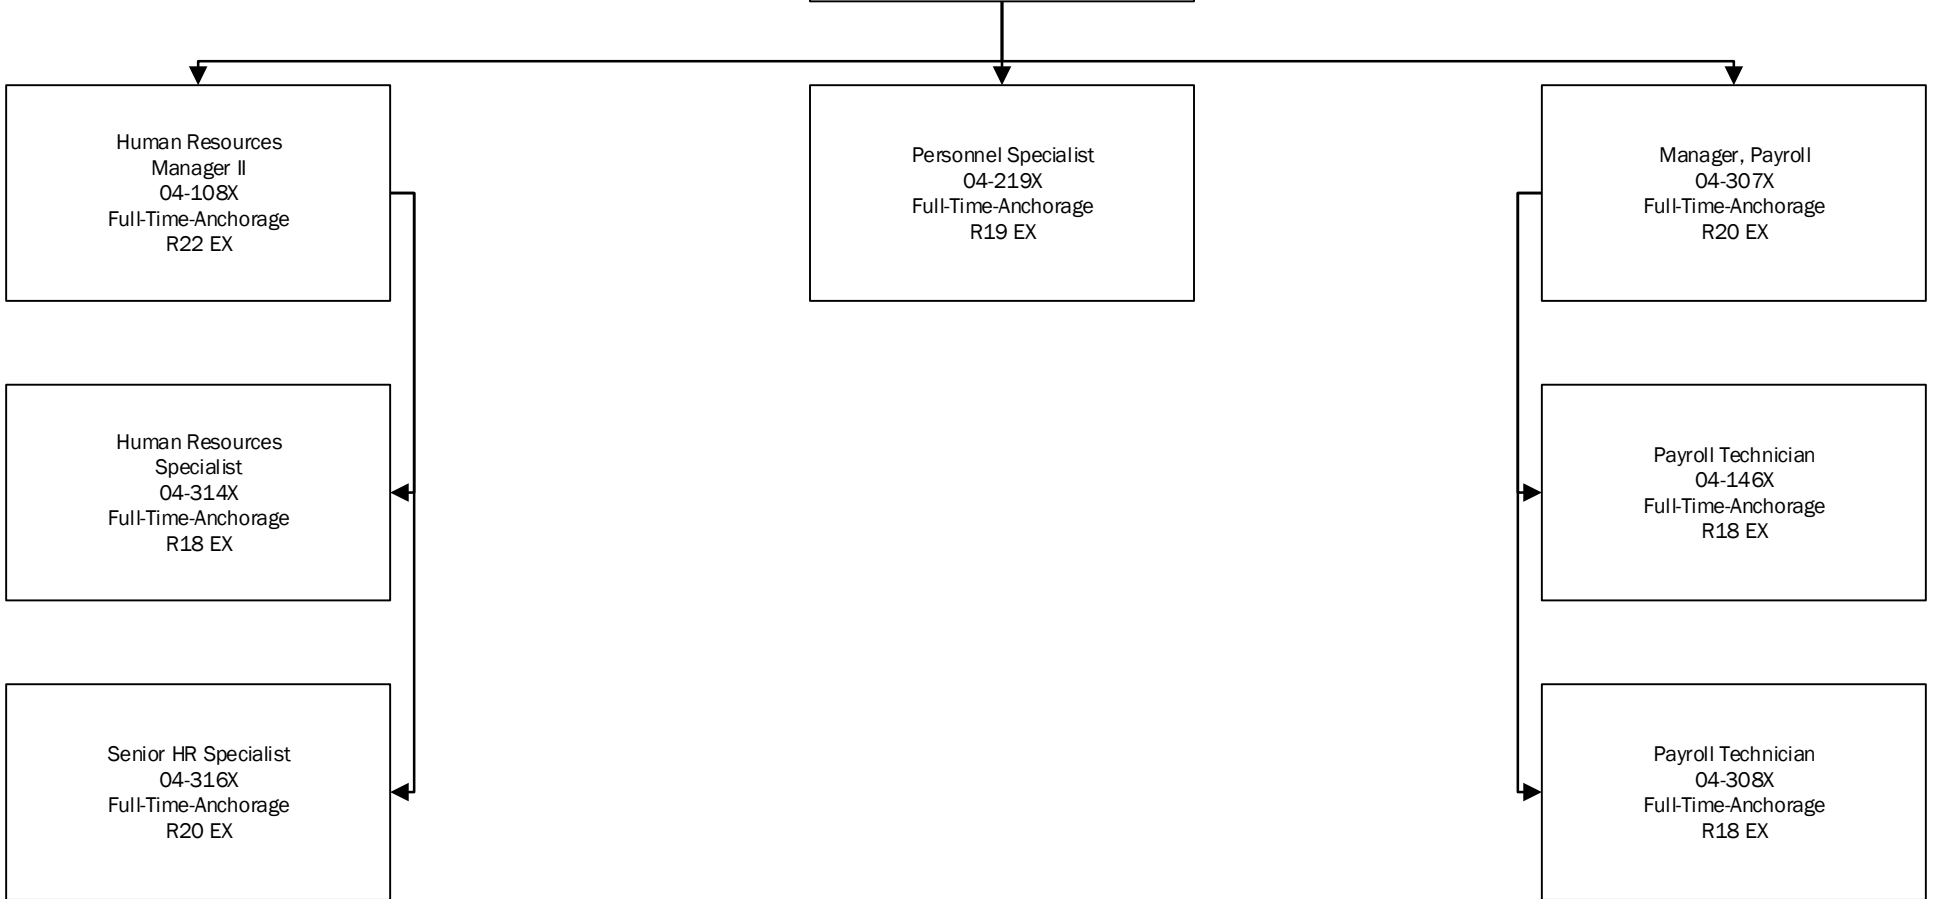 Human Resources
Manager II
04-108X
Full-Time-Anchorage
R22 EX
Personnel Specialist
04-219X
Full-Time-Anchorage
R19 EX
Manager, Payroll
04-307X
Full-Time-Anchorage
R20 EX
Human Resources
Specialist
04-314X
Full-Time-Anchorage
R18 EX
Payroll Technician
04-146X
Full-Time-Anchorage
R18 EX
Senior HR Specialist
04-316X
Full-Time-Anchorage
R20 EX
Payroll Technician
04-308X
Full-Time-Anchorage
R18 EX